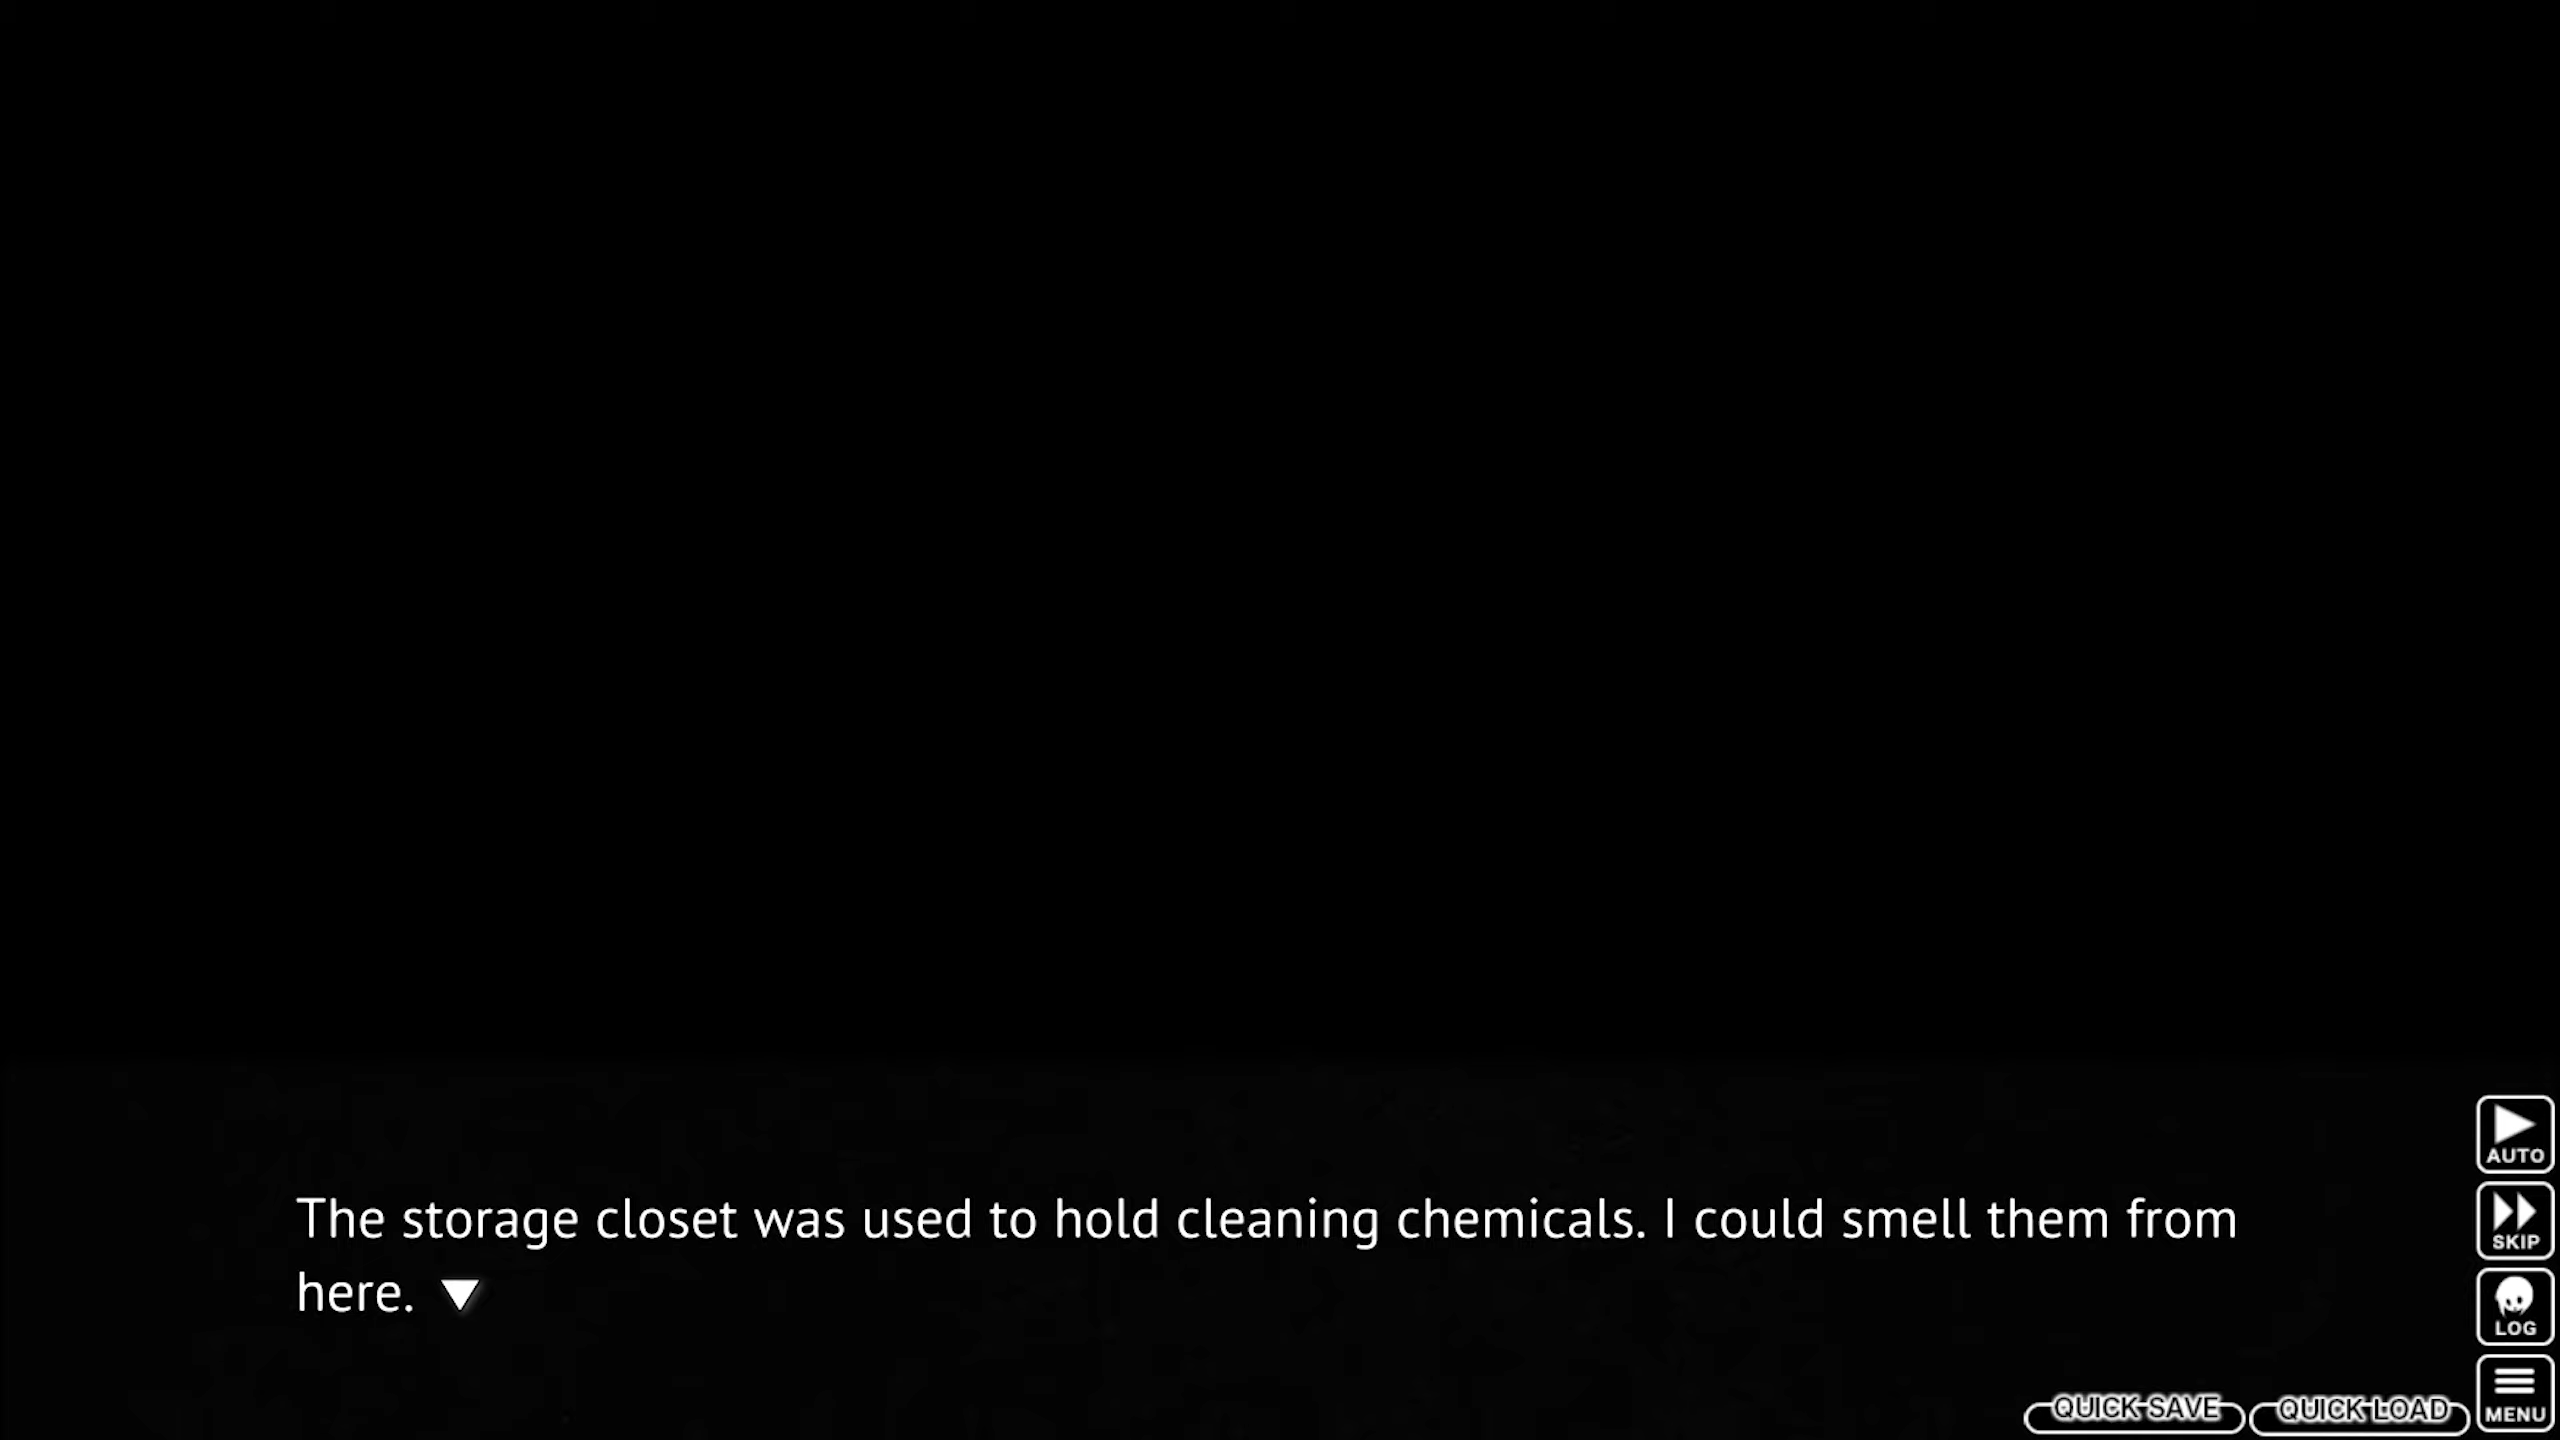 The storage closet was used to hold cleaning chemicals. I could smell them from
here.
AUTO
SKIP
LOG
MENU
QUICK SAVE QUICK LOAD